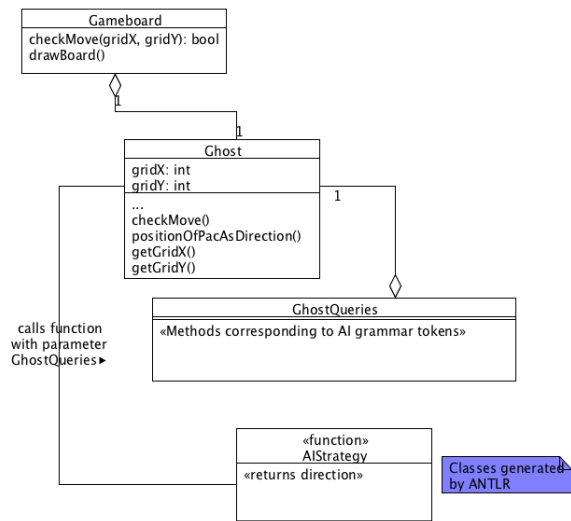 Gameboard
checkMove(gridX, gridY): bool
drawBoard()
1
1
Ghost
gridX: int
gridY: int
...
checkMove()
positionOfPacAsDirection()
getGridX()
getGridY()
1
GhostQueries
«Methods corresponding to AI grammar tokens»
calls function
with parameter
GhostQueries▶
«function»
AIStrategy
«returns direction»
Classes generated
by ANTLR